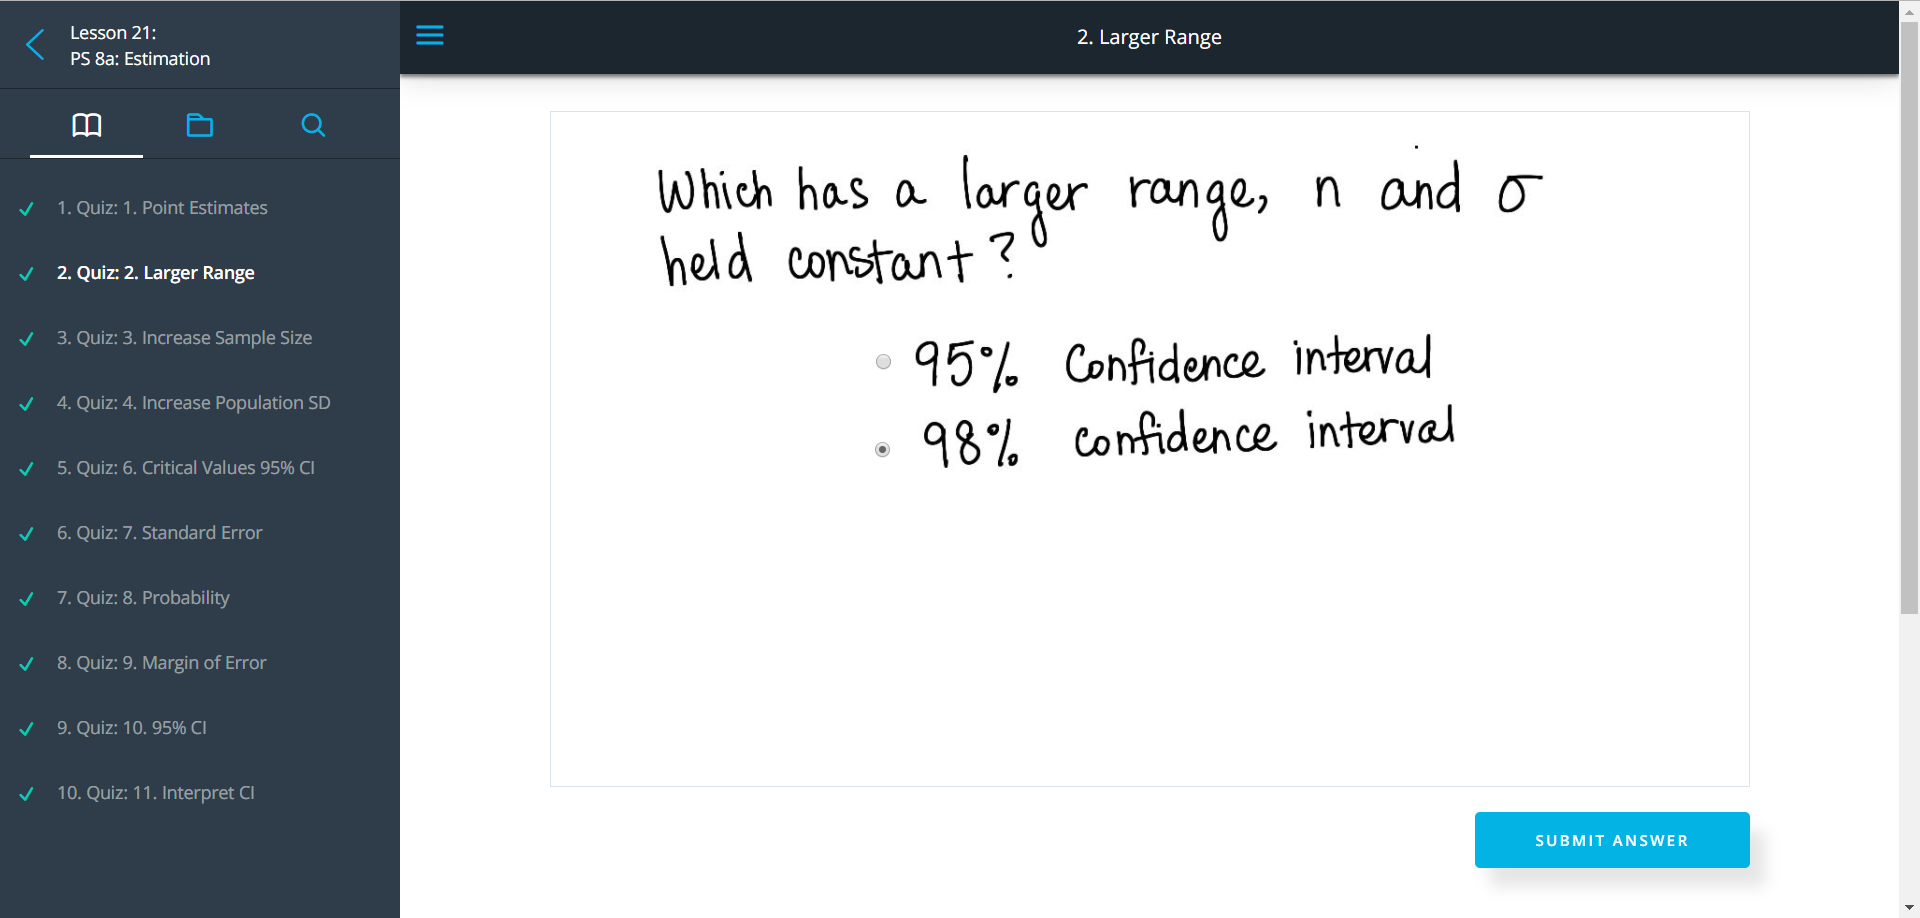 Lesson 21:
PS 8a: Estimation
2. Larger Range
1. Quiz: 1. Point Estimates
2. Quiz: 2. Larger Range
3. Quiz: 3. Increase Sample Size
4. Quiz: 4. Increase Population SD
5. Quiz: 6. Critical Values 95% CI
6. Quiz: 7. Standard Error
7. Quiz: 8. Probability
8. Quiz: 9. Margin of Error
9. Quiz: 10. 95% CI
10. Quiz: 11. Interpret CI
Which has a larger range, n and σ
held constant?
95% Confidence interval
98% confidence interval
SUBMIT ANSWER